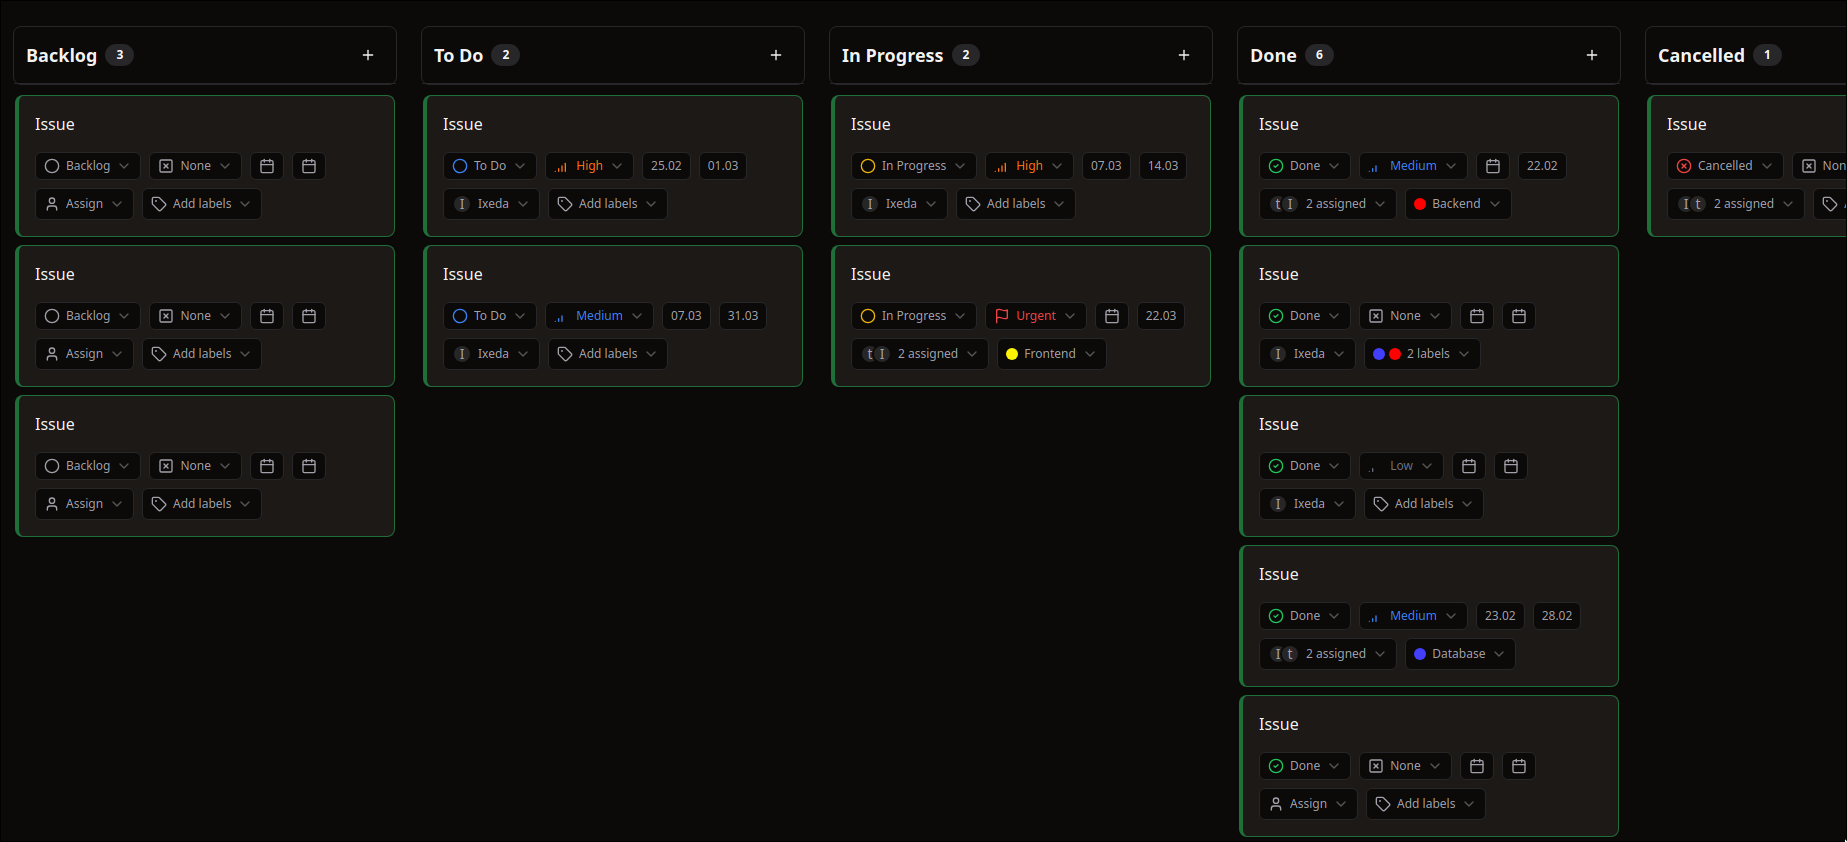 Backlog 3
Issue
Backlog None
Assign Add labels
Issue
Backlog None
Assign Add labels
Issue
Backlog None
Assign Add labels
To Do 2
Issue
To Do High 25.02 01.03
I Ixeda Add labels
Issue
To Do Medium 07.03 31.03
I Ixeda Add labels
In Progress 2
Issue
In Progress High 07.03 14.03
I Ixeda Add labels
Issue
In Progress Urgent 22.03
t I 2 assigned Frontend
Done 6
Issue
Done Medium 22.02
t I 2 assigned Backend
Issue
Done None
I Ixeda 2 labels
Issue
Done Low
I Ixeda Add labels
Issue
Done Medium 23.02 28.02
I t 2 assigned Database
Issue
Done None
Assign Add labels
Cancelled 1
Issue
Cancelled Non
I t 2 assigned